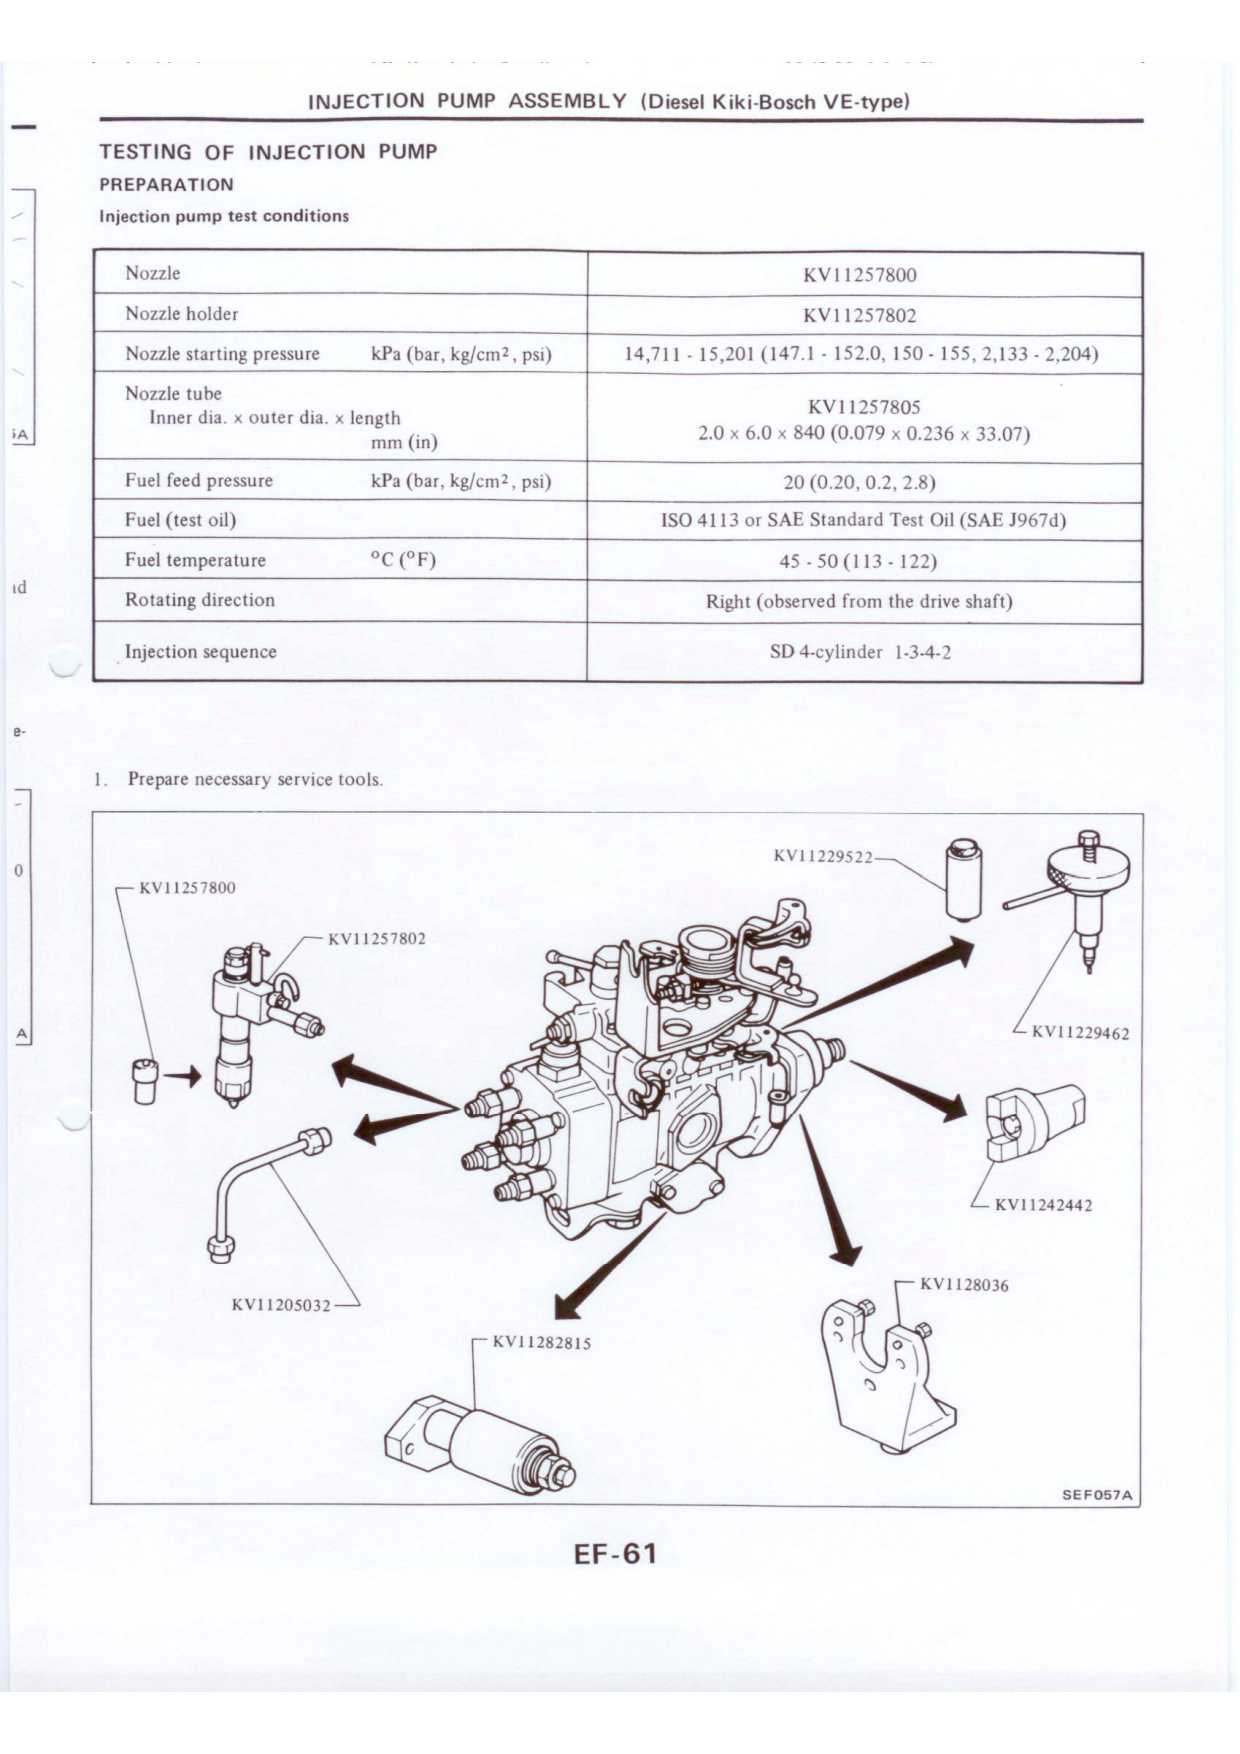 INJECTION PUMP ASSEMBLY (Diesel Kiki-Bosch VE-type)
TESTING OF INJECTION PUMP
PREPARATION
Injection pump test conditions
Nozzle KV11257800
Nozzle holder KV11257802
Nozzle starting pressure kPa (bar, kg/cm², psi) 14,711 - 15,201 (147.1 - 152.0, 150 - 155, 2,133 - 2,204)
Nozzle tube
Inner dia. x outer dia. x length
mm (in)
KV11257805
2.0 x 6.0 x 840 (0.079 x 0.236 x 33.07)
Fuel feed pressure kPa (bar, kg/cm², psi) 20 (0.20, 0.2, 2.8)
Fuel (test oil) ISO 4113 or SAE Standard Test Oil (SAE J967d)
Fuel temperature °C (°F) 45 - 50 (113 - 122)
Rotating direction Right (observed from the drive shaft)
Injection sequence SD 4-cylinder 1-3-4-2
1. Prepare necessary service tools.
KV11229522
KV11257800
KV11257802
KV11229462
KV11242442
KV11205032
KV1128036
KV11282815
SEF057A
EF-61